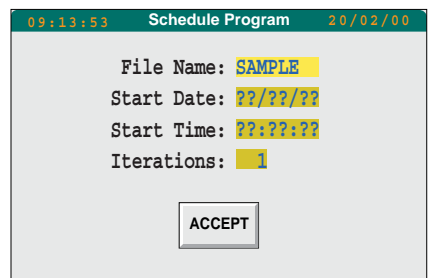 09:13:53 Schedule Program 20/02/00
File Name: SAMPLE
Start Date: ??/??/??
Start Time: ??:??:??
Iterations: 1
ACCEPT